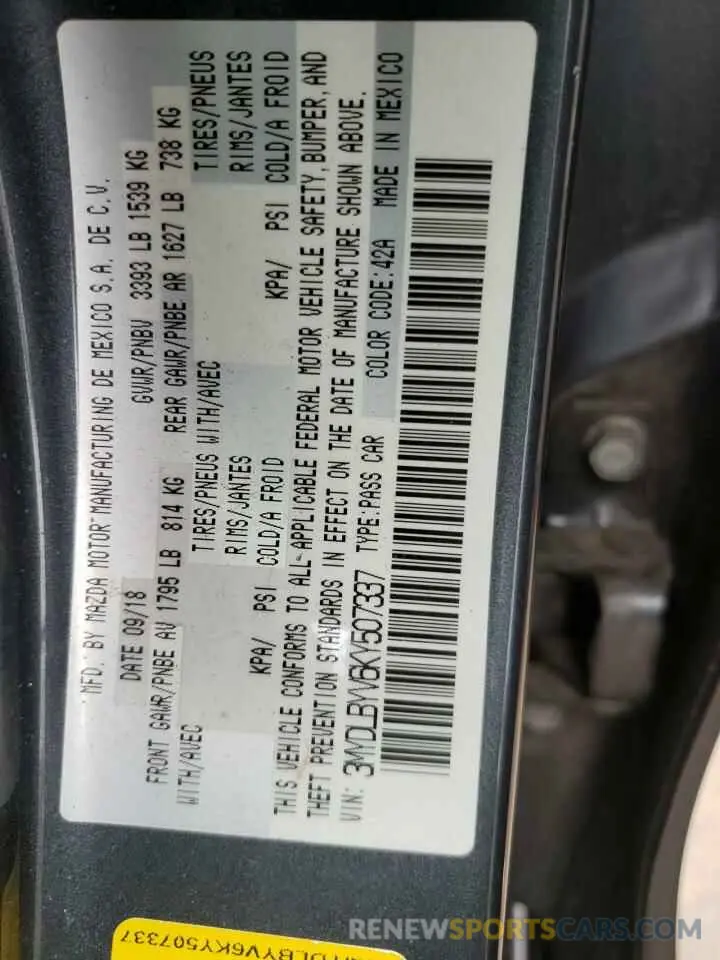 MFD. BY MAZDA MOTOR MANUFACTURING DE MEXICO S.A. DE C.V.
DATE 09/18 GVWR/PNBV 3393 LB 1539 KG
FRONT GAWR/PNBE AV 1795 LB 814 KG REAR GAWR/PNBE AR 1627 LB 738 KG
WITH/AVEC TIRES/PNEUS WITH/AVEC TIRES/PNEUS
RIMS/JANTES RIMS/JANTES
KPA/ PSI COLD/A FROID KPA/ PSI COLD/A FROID
THIS VEHICLE CONFORMS TO ALL APPLICABLE FEDERAL MOTOR VEHICLE SAFETY, BUMPER, AND
THEFT PREVENTION STANDARDS IN EFFECT ON THE DATE OF MANUFACTURE SHOWN ABOVE.
VIN: 3MYDLBYV6KY507337 TYPE:PASS CAR COLOR CODE:42A MADE IN MEXICO
YDLBYV6KY507337
RENEWSPORTSCAR.COM